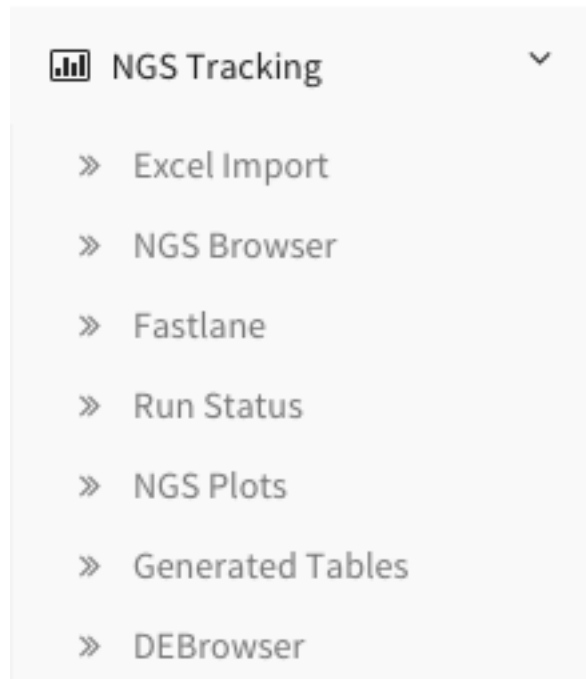 NGS Tracking
Excel Import
NGS Browser
Fastlane
Run Status
NGS Plots
Generated Tables
DEBrowser